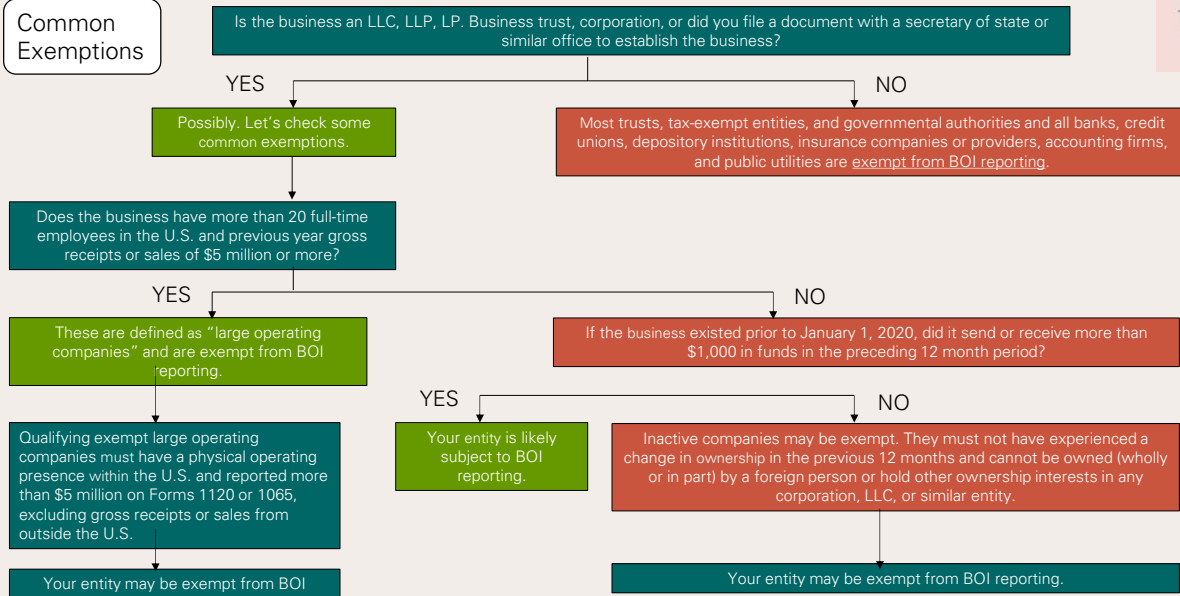 Common
Exemptions
Is the business an LLC, LLP, LP. Business trust, corporation, or did you file a document with a secretary of state or
similar office to establish the business?
YES
NO
Possibly. Let's check some
common exemptions.
Most trusts, tax-exempt entities, and governmental authorities and all banks, credit
unions, depository institutions, insurance companies or providers, accounting firms,
and public utilities are exempt from BOI reporting.
Does the business have more than 20 full-time
employees in the U.S. and previous year gross
receipts or sales of $5 million or more?
YES
NO
These are defined as "large operating
companies" and are exempt from BOI
reporting.
If the business existed prior to January 1, 2020, did it send or receive more than
$1,000 in funds in the preceding 12 month period?
YES
NO
Qualifying exempt large operating
companies must have a physical operating
presence within the U.S. and reported more
than $5 million on Forms 1120 or 1065,
excluding gross receipts or sales from
outside the U.S.
Your entity is likely
subject to BOI
reporting.
Inactive companies may be exempt. They must not have experienced a
change in ownership in the previous 12 months and cannot be owned (wholly
or in part) by a foreign person or hold other ownership interests in any
corporation, LLC, or similar entity.
Your entity may be exempt from BOI
Your entity may be exempt from BOI reporting.